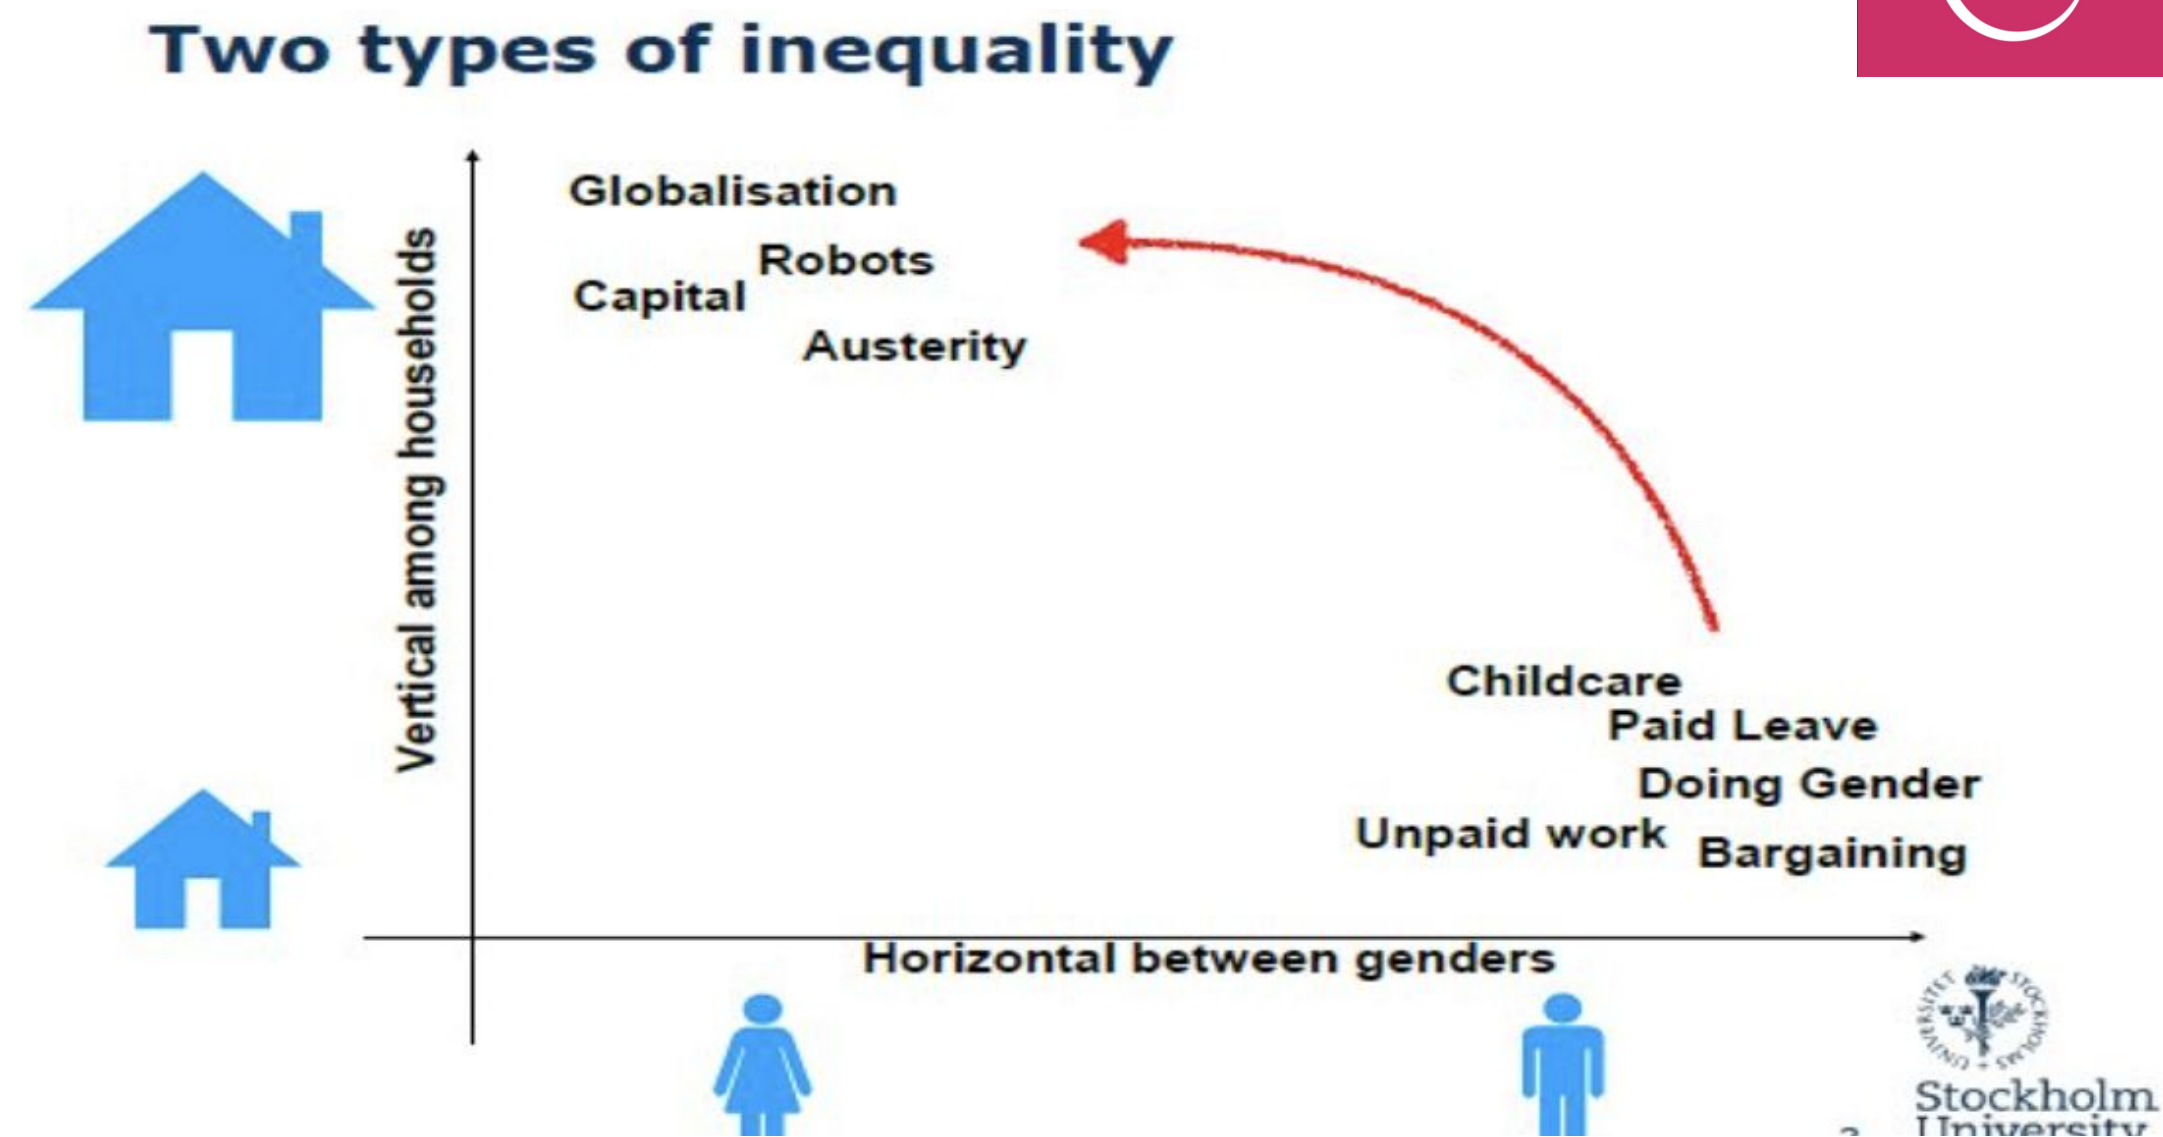 Two types of inequality
Globalisation
Robots
Capital
Austerity
Vertical among households
Childcare
Paid Leave
Doing Gender
Unpaid work
Bargaining
Horizontal between genders
Stockholm
University